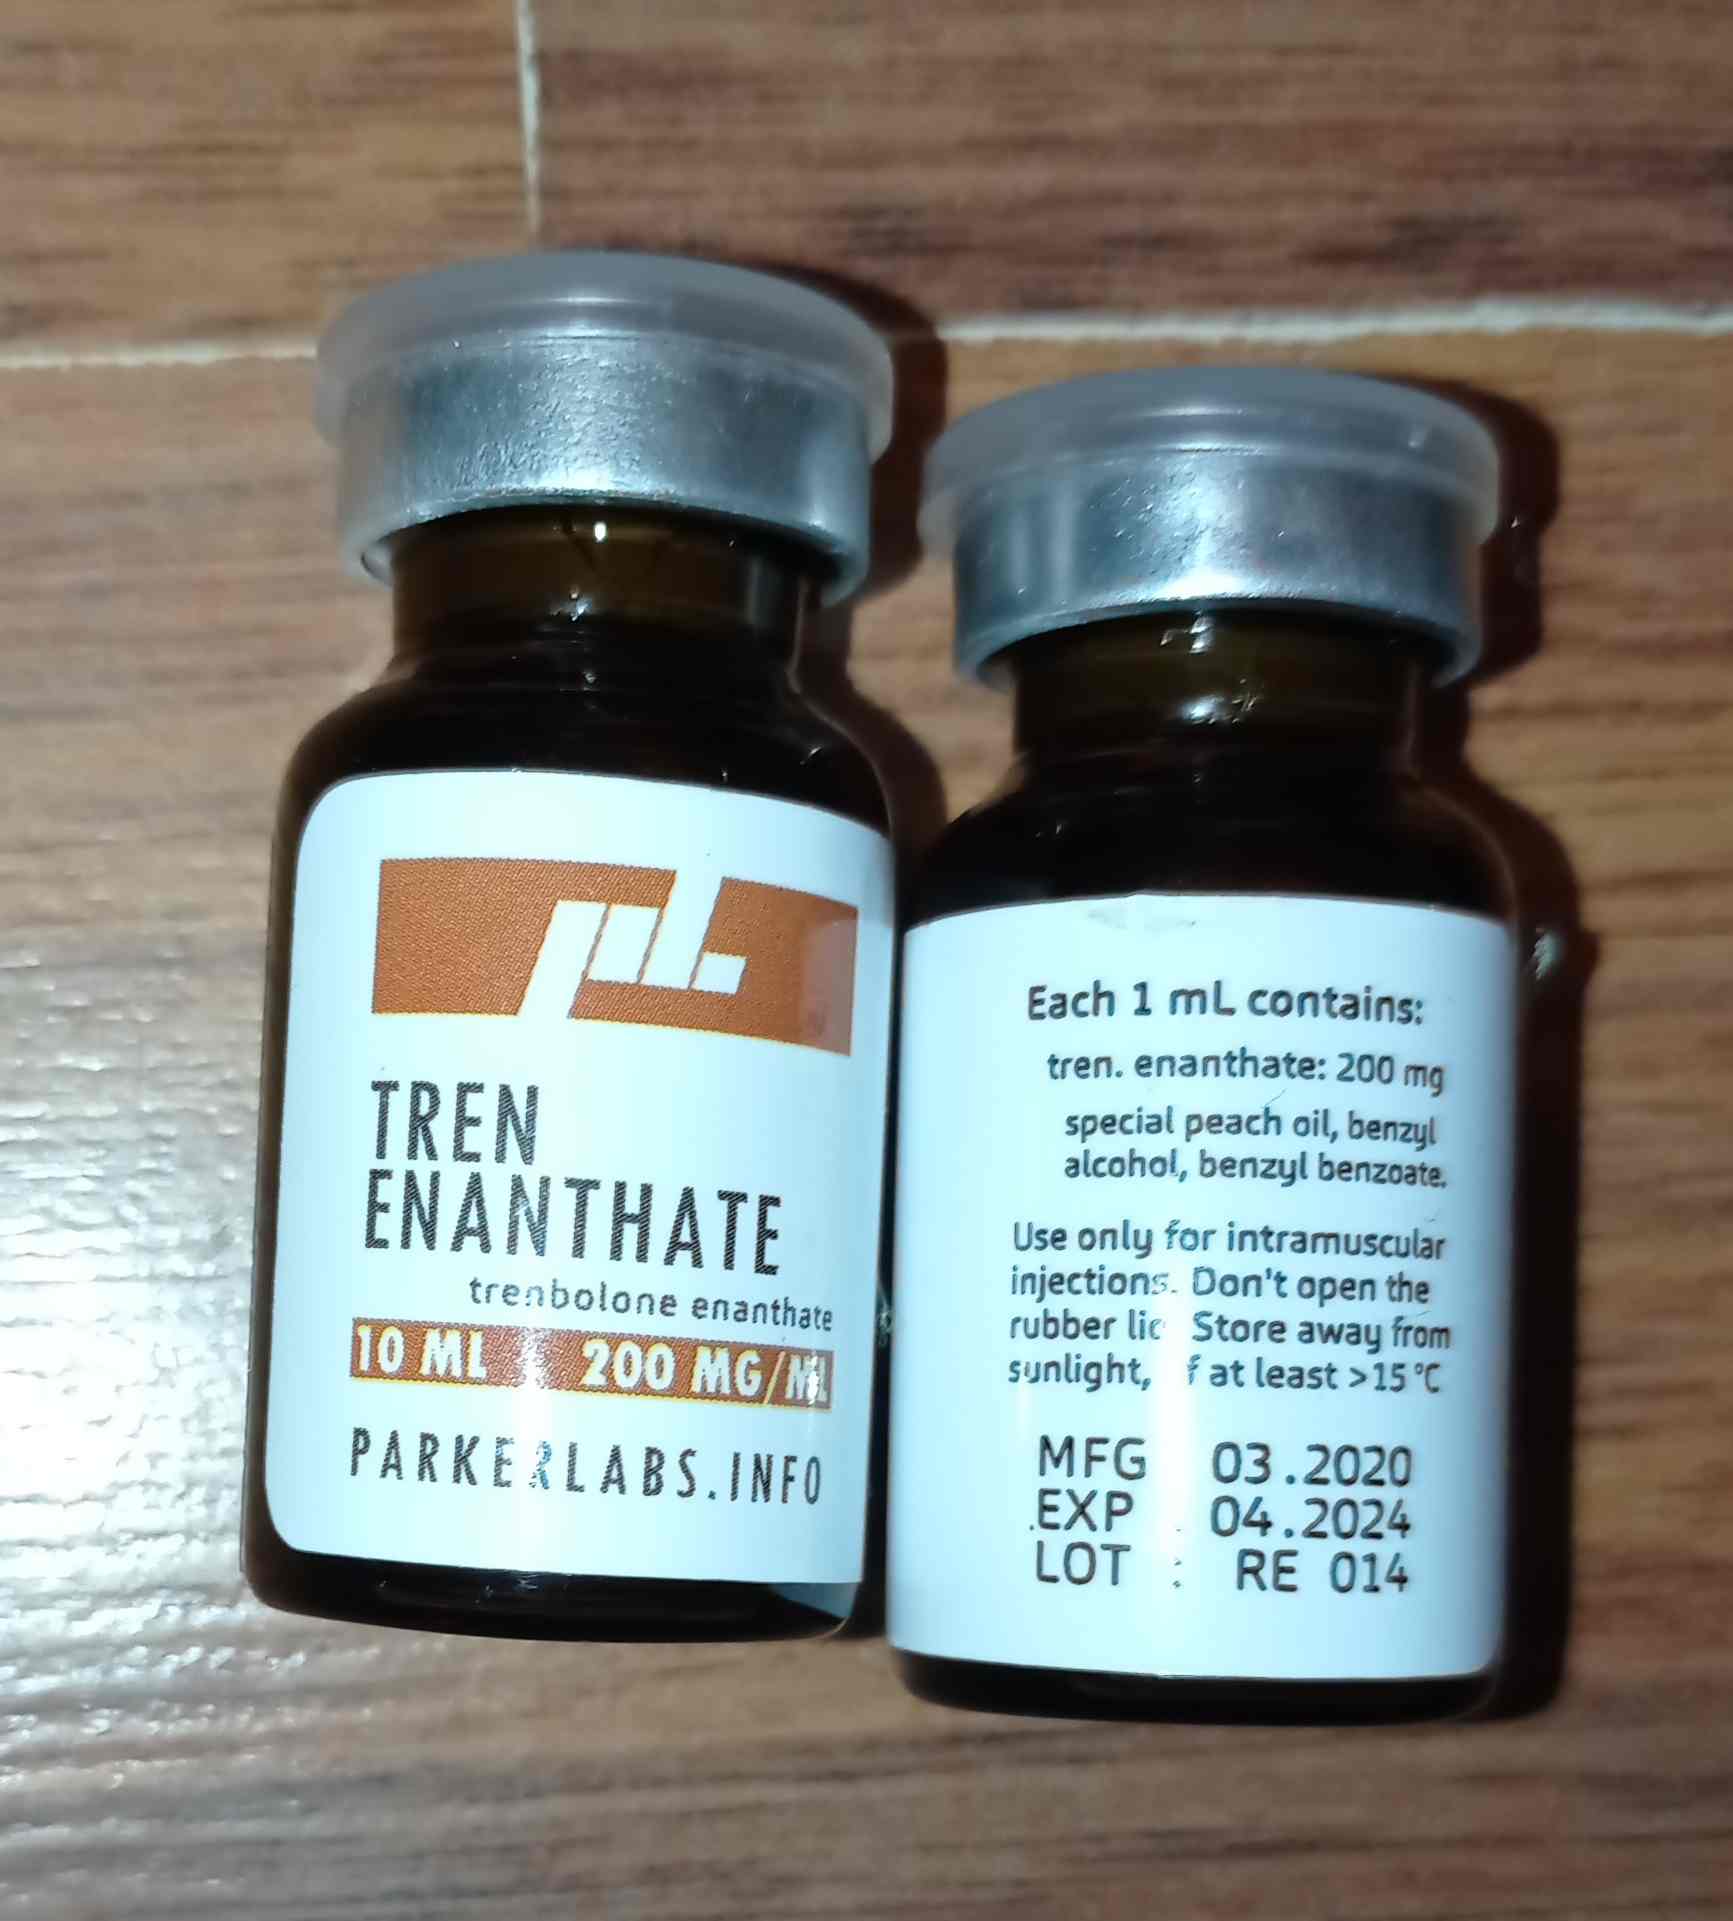 PL
TREN
ENANTHATE
trenbolone enanthate
10 ML 200 MG/ML
PARKERLABS.INFO
Each 1 mL contains:
tren. enanthate: 200 mg
special peach oil, benzyl
alcohol, benzyl benzoate.
Use only for intramuscular
injections. Don't open the
rubber Store away from
sunlight, at least >15 °C
MFG 03.2020
EXP 04.2024
LOT : RE 014